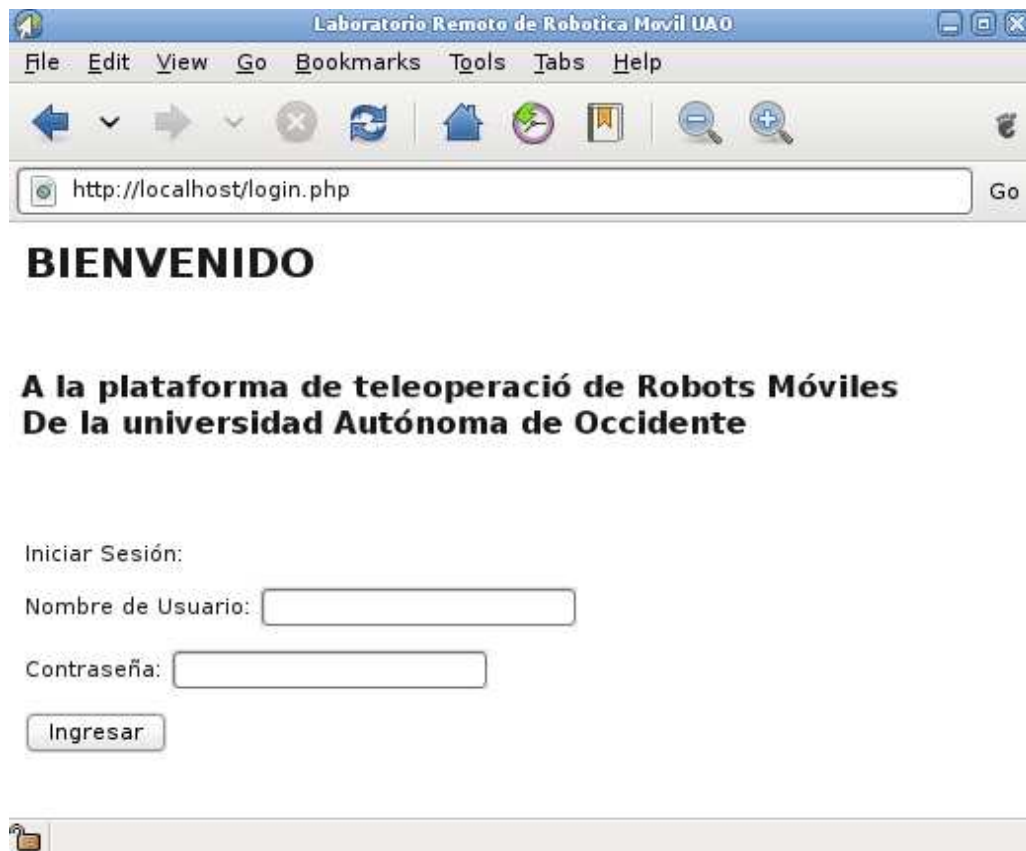 Laboratorio Remoto de Robotica Movil UAO
File Edit View Go Bookmarks Tools Tabs Help
http://localhost/login.php Go
BIENVENIDO
A la plataforma de teleoperació de Robots Móviles
De la universidad Autónoma de Occidente
Iniciar Sesión:
Nombre de Usuario:
Contraseña:
Ingresar